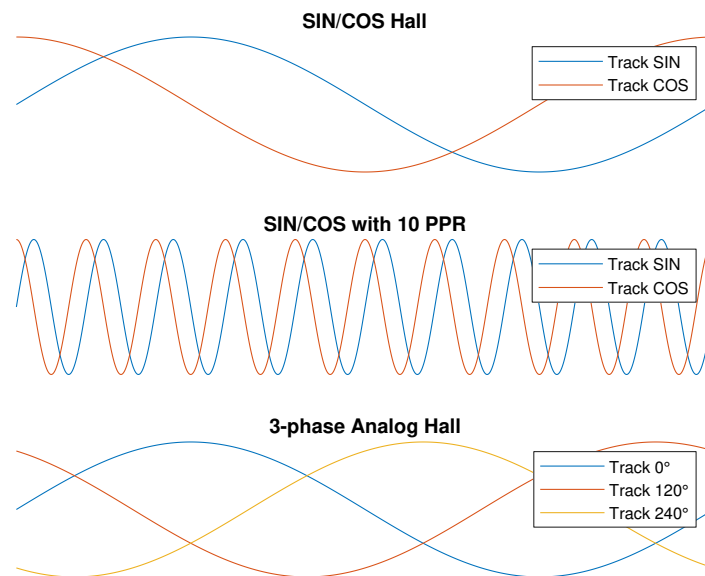 SIN/COS Hall
Track SIN
Track COS
SIN/COS with 10 PPR
Track SIN
Track COS
3-phase Analog Hall
Track 0°
Track 120°
Track 240°